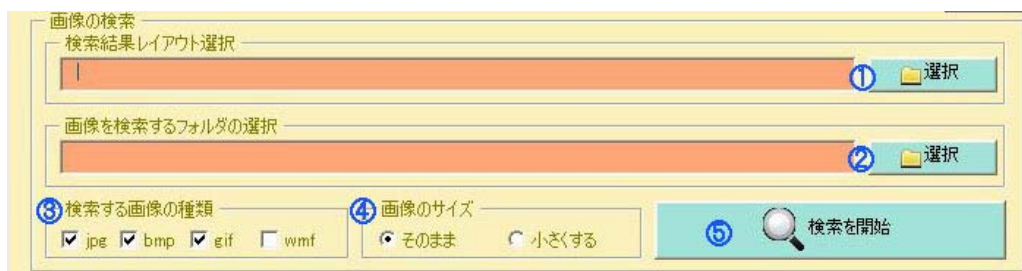 画像の検索
検索結果レイアウト選択
① 選択
画像を検索するフォルダの選択
② 選択
③検索する画像の種類 ④画像のサイズ
jpg bmp gif wmf そのまま 小さくする ⑤ 検索を開始